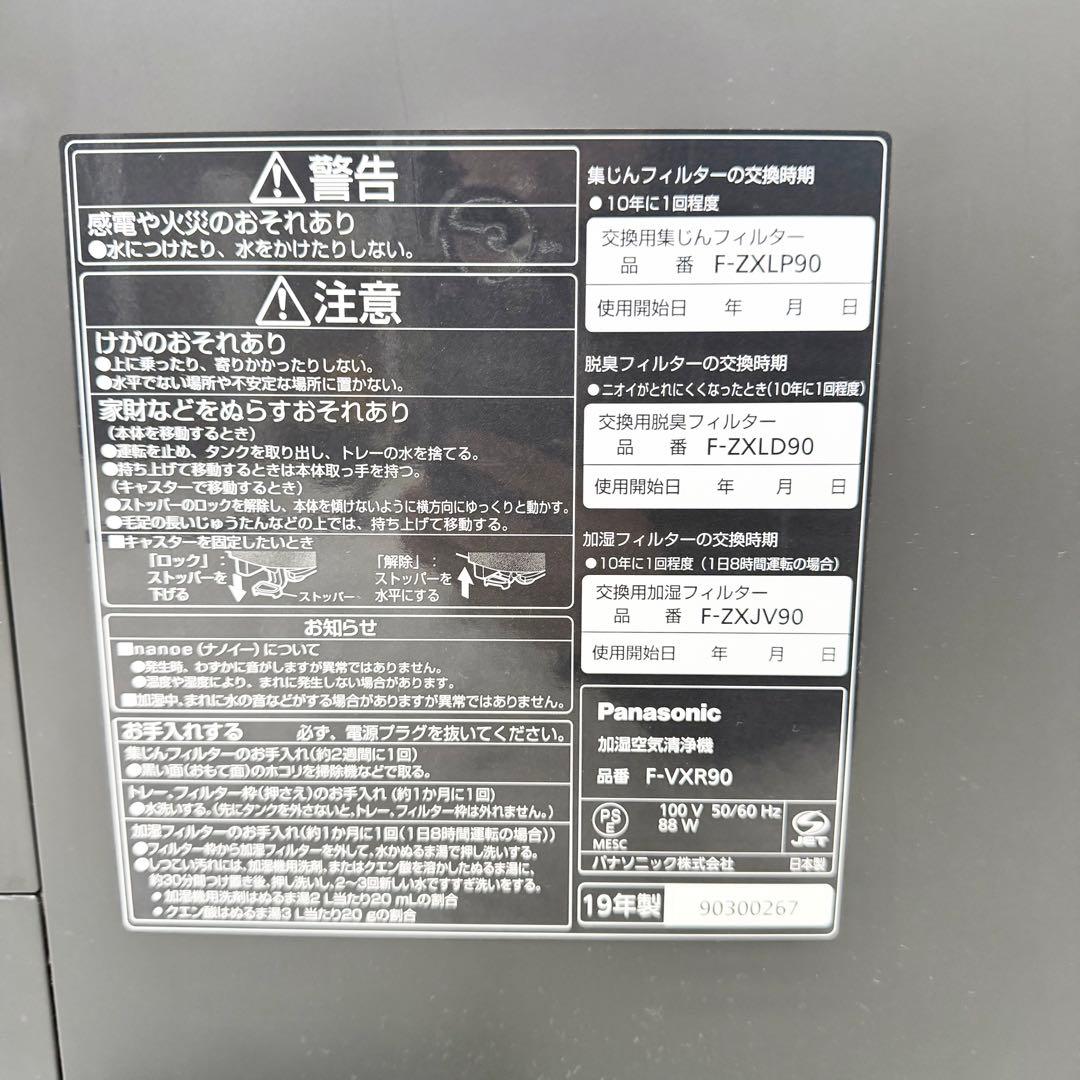 警告
感電や火災のおそれあり
●水につけたり、水をかけたりしない。
注意
けがのおそれあり
●上に乗ったり、寄りかかったりしない。
●水平でない場所や不安定な場所に置かない。
家財などをぬらすおそれあり
(本体を移動するとき)
●運転を止め、タンクを取り出し、トレーの水を捨てる。
●持ち上げて移動するときは本体取っ手を持つ。
(キャスターで移動するとき)
●ストッパーのロックを解除し、本体を傾けないように横方向にゆっくりと動かす。
●毛足の長いじゅうたんなどの上では、持ち上げて移動する。
■キャスターを固定したいとき
「ロック」:
ストッパーを
下げる
ストッパー
「解除」:
ストッパーを
水平にする
お知らせ
■nanoe(ナノイー)について
●発生時、わずかに音がしますが異常ではありません。
●温度や湿度により、まれに発生しない場合があります。
■加湿中、まれに水の音などがする場合がありますが異常ではありません。
お手入れする 必ず、電源プラグを抜いてください。
集じんフィルターのお手入れ(約2週間に1回)
●黒い面(おもて面)のホコリを掃除機などで取る。
トレー、フィルター枠(押さえ)のお手入れ(約1か月に1回)
●水洗いする。(先にタンクを外さないと、トレー、フィルター枠は外れません。)
加湿フィルターのお手入れ(約1か月に1回(1日8時間運転の場合))
●フィルター枠から加湿フィルターを外して、水かぬるま湯で押し洗いする。
●しつこい汚れには、加湿機用洗剤、またはクエン酸を溶かしたぬるま湯に、
約30分間つけ置き後、押し洗いし、2~3回新しい水ですすぎ洗いをする。
●加湿機用洗剤はぬるま湯2 L当たり20 mLの割合
●クエン酸はぬるま湯3 L当たり20 gの割合
集じんフィルターの交換時期
●10年に1回程度
交換用集じんフィルター
品 番 F-ZXLP90
使用開始日 年 月 日
脱臭フィルターの交換時期
●ニオイがとれにくくなったとき(10年に1回程度)
交換用脱臭フィルター
品 番 F-ZXLD90
使用開始日 年 月 日
加湿フィルターの交換時期
●10年に1回程度(1日8時間運転の場合)
交換用加湿フィルター
品 番 F-ZXJV90
使用開始日 年 月 日
Panasonic
加湿空気清浄機
品番 F-VXR90
PS
E
MESC
100 V 50/60 Hz
88 W
JET
パナソニック株式会社 日本製
19年製 90300267